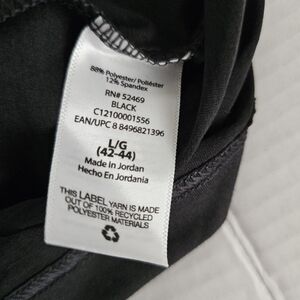 88% Polyester/Poliéster
12% Spandex
RN# 52469
BLACK
C12100001556
EAN/UPC 8 8496821396
L/G
(42-44)
Made in Jordan
Hecho En Jordania
THIS LABEL YARN IS MADE
OUT OF 100% RECYCLED
POLYESTER MATERIALS